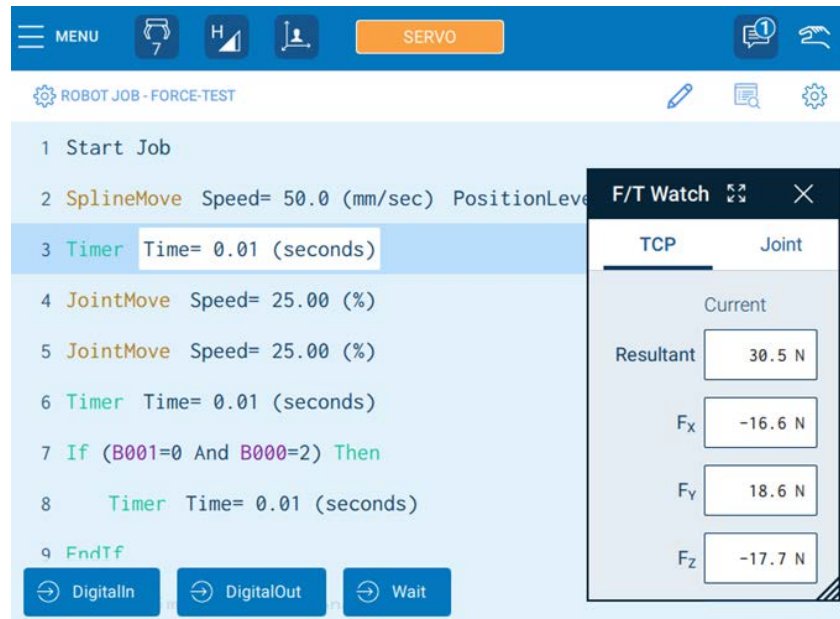 MENU
7
H
SERVO
1
ROBOT JOB - FORCE-TEST
1 Start Job
2 SplineMove Speed= 50.0 (mm/sec) PositionLeve
3 Timer Time= 0.01 (seconds)
4 JointMove Speed= 25.00 (%)
5 JointMove Speed= 25.00 (%)
6 Timer Time= 0.01 (seconds)
7 If (B001=0 And B000=2) Then
8 Timer Time= 0.01 (seconds)
9 EndIf
DigitalIn
DigitalOut
Wait
F/T Watch
TCP Joint
Current
Resultant 30.5 N
FX -16.6 N
FY 18.6 N
FZ -17.7 N